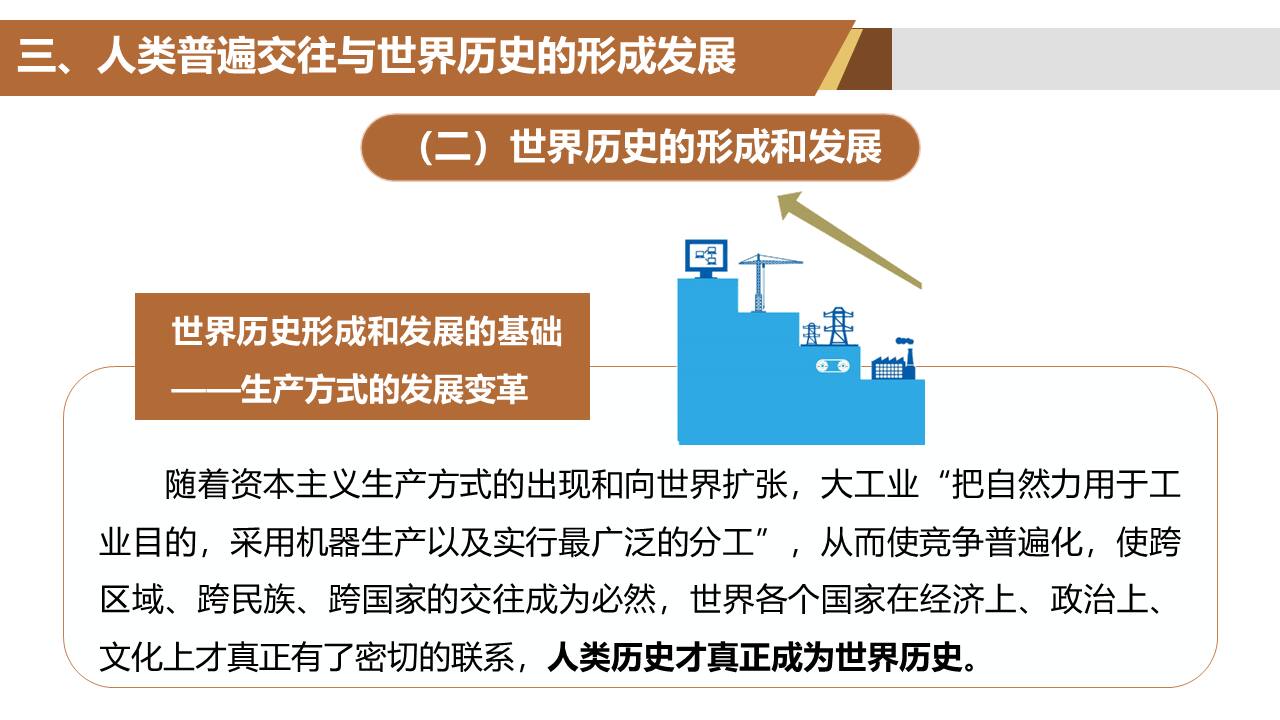 三、人类普遍交往与世界历史的形成发展
（二）世界历史的形成和发展
世界历史形成和发展的基础
——生产方式的发展变革
随着资本主义生产方式的出现和向世界扩张，大工业“把自然力用于工
业目的，采用机器生产以及实行最广泛的分工”，从而使竞争普遍化，使跨
区域、跨民族、跨国家的交往成为必然，世界各个国家在经济上、政治上、
文化上才真正有了密切的联系，人类历史才真正成为世界历史。